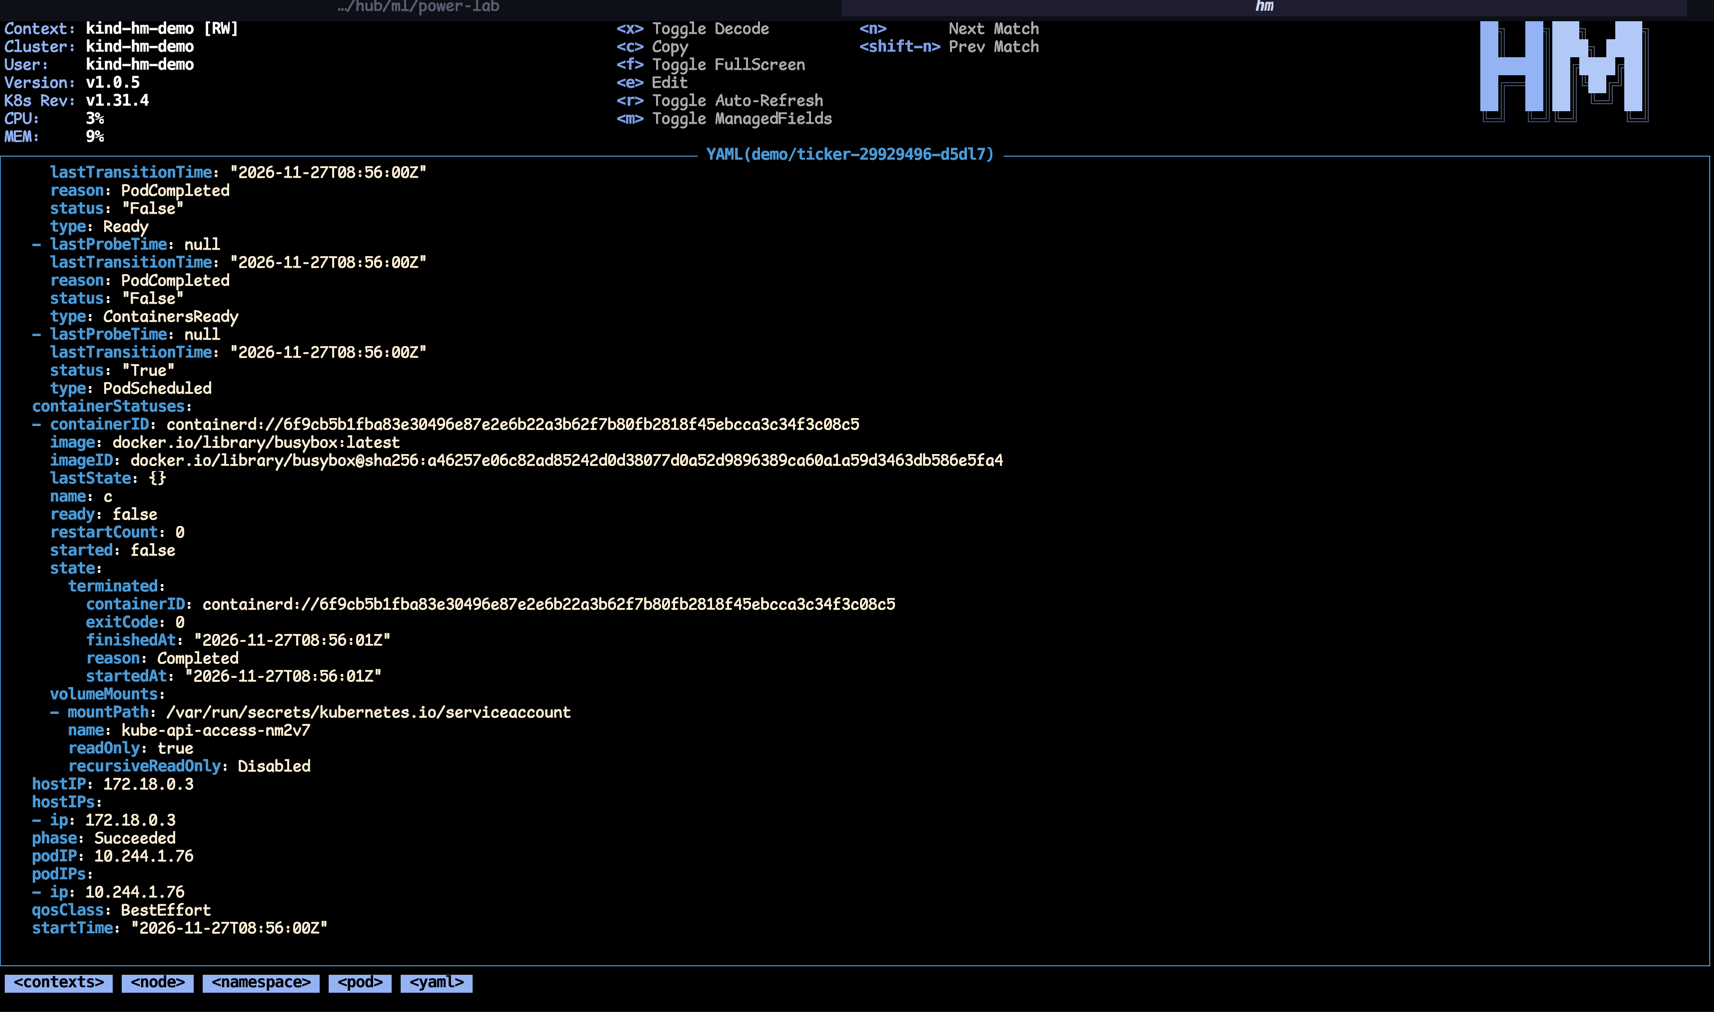 …/hub/ml/power-lab
hm
Context: kind-hm-demo [RW]
Cluster: kind-hm-demo
User: kind-hm-demo
Version: v1.0.5
K8s Rev: v1.31.4
CPU: 3%
MEM: 9%
<x> Toggle Decode
<c> Copy
<f> Toggle FullScreen
<e> Edit
<r> Toggle Auto-Refresh
<m> Toggle ManagedFields
<n> Next Match
<shift-n> Prev Match
HM
YAML(demo/ticker-29929496-d5dl7)
lastTransitionTime: "2026-11-27T08:56:00Z"
reason: PodCompleted
status: "False"
type: Ready
- lastProbeTime: null
lastTransitionTime: "2026-11-27T08:56:00Z"
reason: PodCompleted
status: "False"
type: ContainersReady
- lastProbeTime: null
lastTransitionTime: "2026-11-27T08:56:00Z"
status: "True"
type: PodScheduled
containerStatuses:
- containerID: containerd://6f9cb5b1fba83e30496e87e2e6b22a3b62f7b80fb2818f45ebcca3c34f3c08c5
image: docker.io/library/busybox:latest
imageID: docker.io/library/busybox@sha256:a46257e06c82ad85242d0d38077d0a52d9896389ca60a1a59d3463db586e5fa4
lastState: {}
name: c
ready: false
restartCount: 0
started: false
state:
terminated:
containerID: containerd://6f9cb5b1fba83e30496e87e2e6b22a3b62f7b80fb2818f45ebcca3c34f3c08c5
exitCode: 0
finishedAt: "2026-11-27T08:56:01Z"
reason: Completed
startedAt: "2026-11-27T08:56:01Z"
volumeMounts:
- mountPath: /var/run/secrets/kubernetes.io/serviceaccount
name: kube-api-access-nm2v7
readOnly: true
recursiveReadOnly: Disabled
hostIP: 172.18.0.3
hostIPs:
- ip: 172.18.0.3
phase: Succeeded
podIP: 10.244.1.76
podIPs:
- ip: 10.244.1.76
qosClass: BestEffort
startTime: "2026-11-27T08:56:00Z"
<contexts> <node> <namespace> <pod> <yaml>